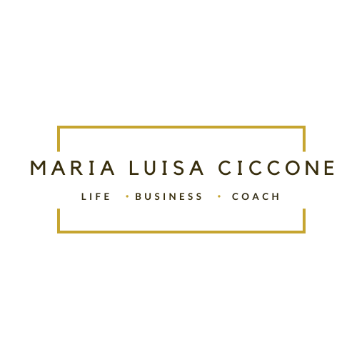 MARIA LUISA CICCONE
LIFE • BUSINESS • COACH